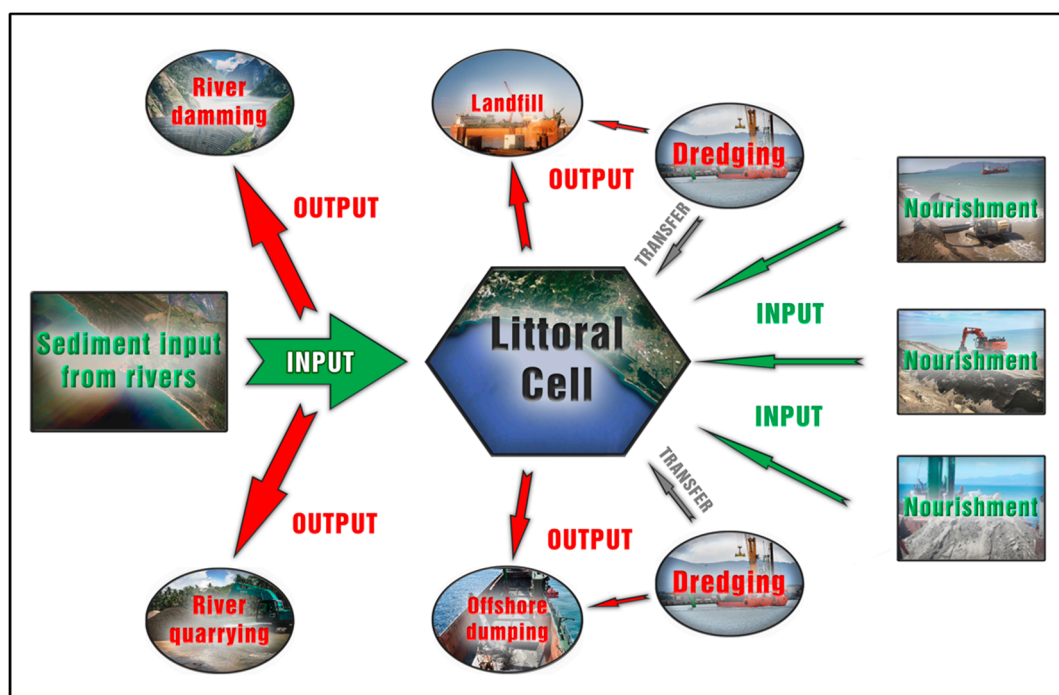 River
damming
Landfill
Dredging
OUTPUT
OUTPUT
TRANSFER
Nourishment
Sediment input
from rivers
INPUT
Littoral
Cell
INPUT
Nourishment
INPUT
Nourishment
TRANSFER
OUTPUT
OUTPUT
River
quarrying
Offshore
dumping
Dredging